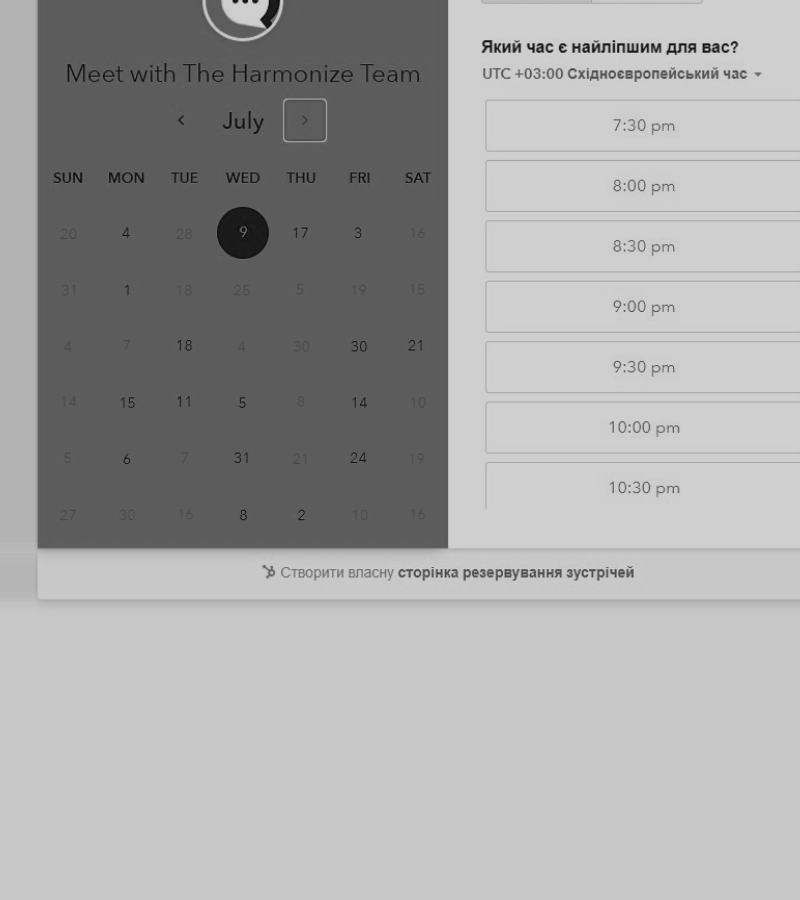 Meet with The Harmonize Team
July
SUN MON TUE WED THU FRI SAT
20 4 28 9 17 3 16
31 1 18 25 5 19 15
4 7 18 4 30 30 21
14 15 11 5 8 14 10
5 6 7 31 21 24 19
27 30 16 8 2 10 16
Який час є найліпшим для вас?
UTC +03:00 Східноєвропейський час
7:30 pm
8:00 pm
8:30 pm
9:00 pm
9:30 pm
10:00 pm
10:30 pm
Створити власну сторінка резервування зустрічей